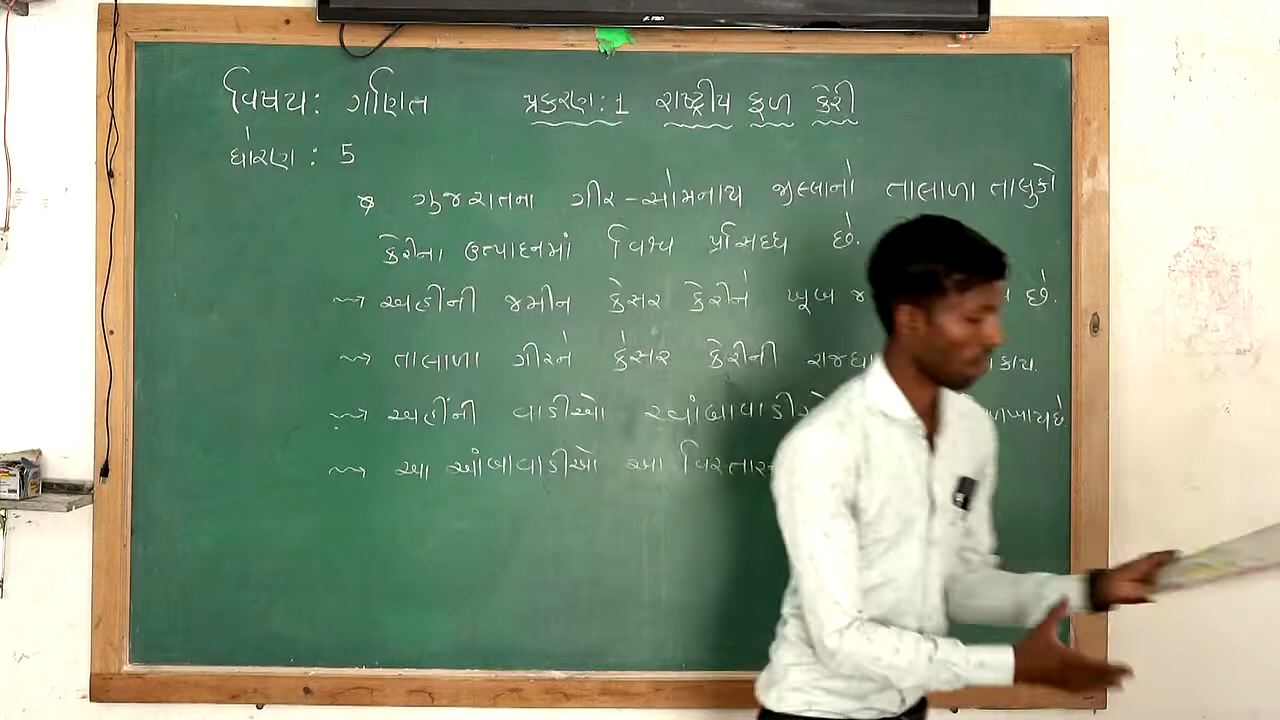 વિષય: ગણિત પ્રકરણ: 1 રાષ્ટ્રીય ફળ કેરી
ધોરણ : 5
ગુજરાતના ગીર-સોમનાથ જીલ્લાનો તાલાળા તાલુકો
કેરીના ઉત્પાદનમાં વિશ્વ પ્રસિદ્ધ છે.
અહીંની જમીન કેસર કેરીને ખૂબ છે.
તાલાળા ગીરને કેસર કેરીની
અહીંની વાડીઓ આંબાવાડીઓ
આ આંબાવાડીઓ આ